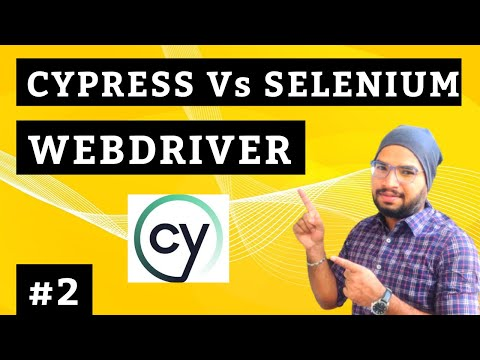 CYPRESS Vs SELENIUM
WEBDRIVER
cy
#2